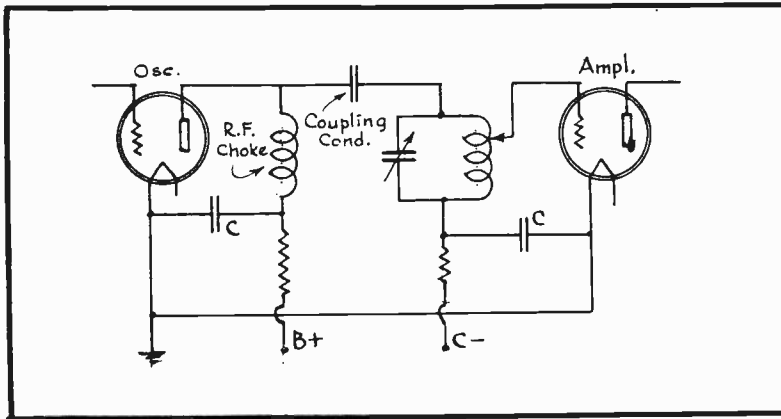 Osc.
Ampl.
R.F.
Choke
Coupling
Cond.
C
C
B+
C-